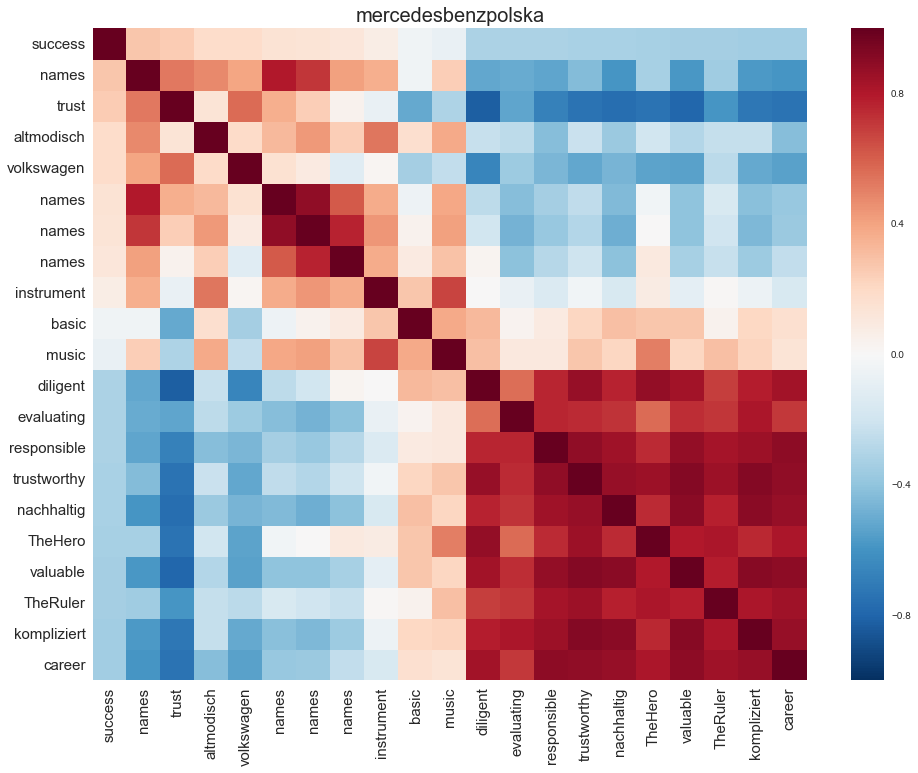 mercedesbenzpolska
success
names
trust
altmodisch
volkswagen
names
names
names
instrument
basic
music
diligent
evaluating
responsible
trustworthy
nachhaltig
TheHero
valuable
TheRuler
kompliziert
career
success
names
trust
altmodisch
volkswagen
names
names
names
instrument
basic
music
diligent
evaluating
responsible
trustworthy
nachhaltig
TheHero
valuable
TheRuler
kompliziert
career
0.8
0.4
0.0
-0.4
-0.8